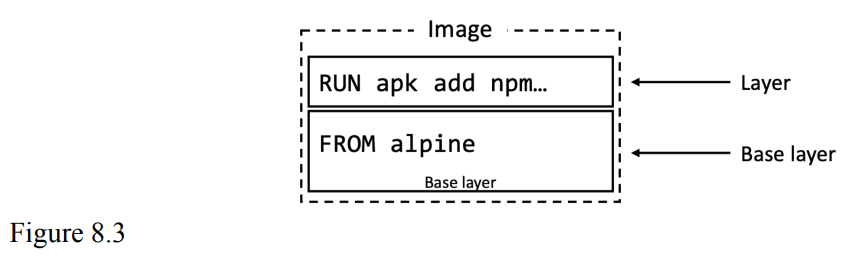 Image
RUN apk add npm…
Layer
FROM alpine
Base layer
Base layer
Figure 8.3